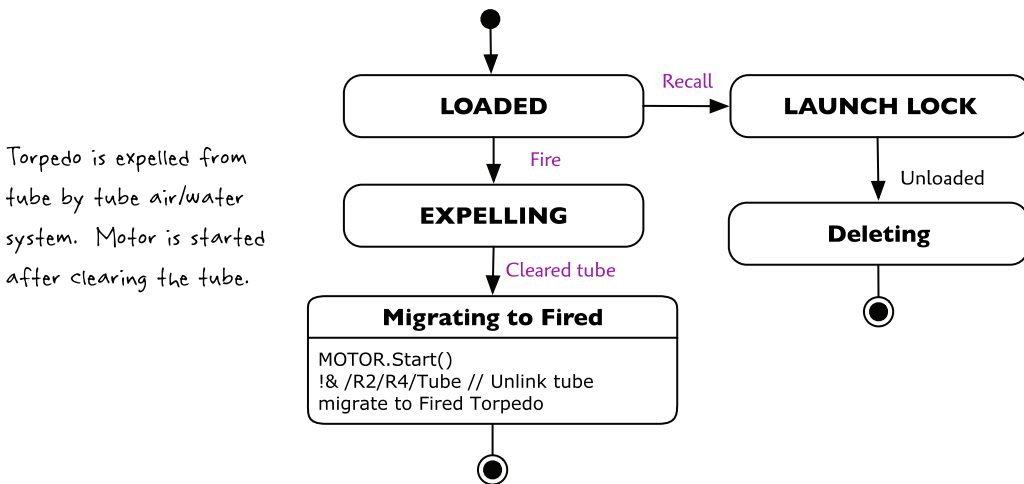 LOADED
Recall
LAUNCH LOCK
Fire
Unloaded
Torpedo is expelled from
tube by tube air/water
system. Motor is started
after clearing the tube.
EXPELLING
Deleting
Cleared tube
Migrating to Fired
MOTOR.Start()
!& /R2/R4/Tube // Unlink tube
migrate to Fired Torpedo